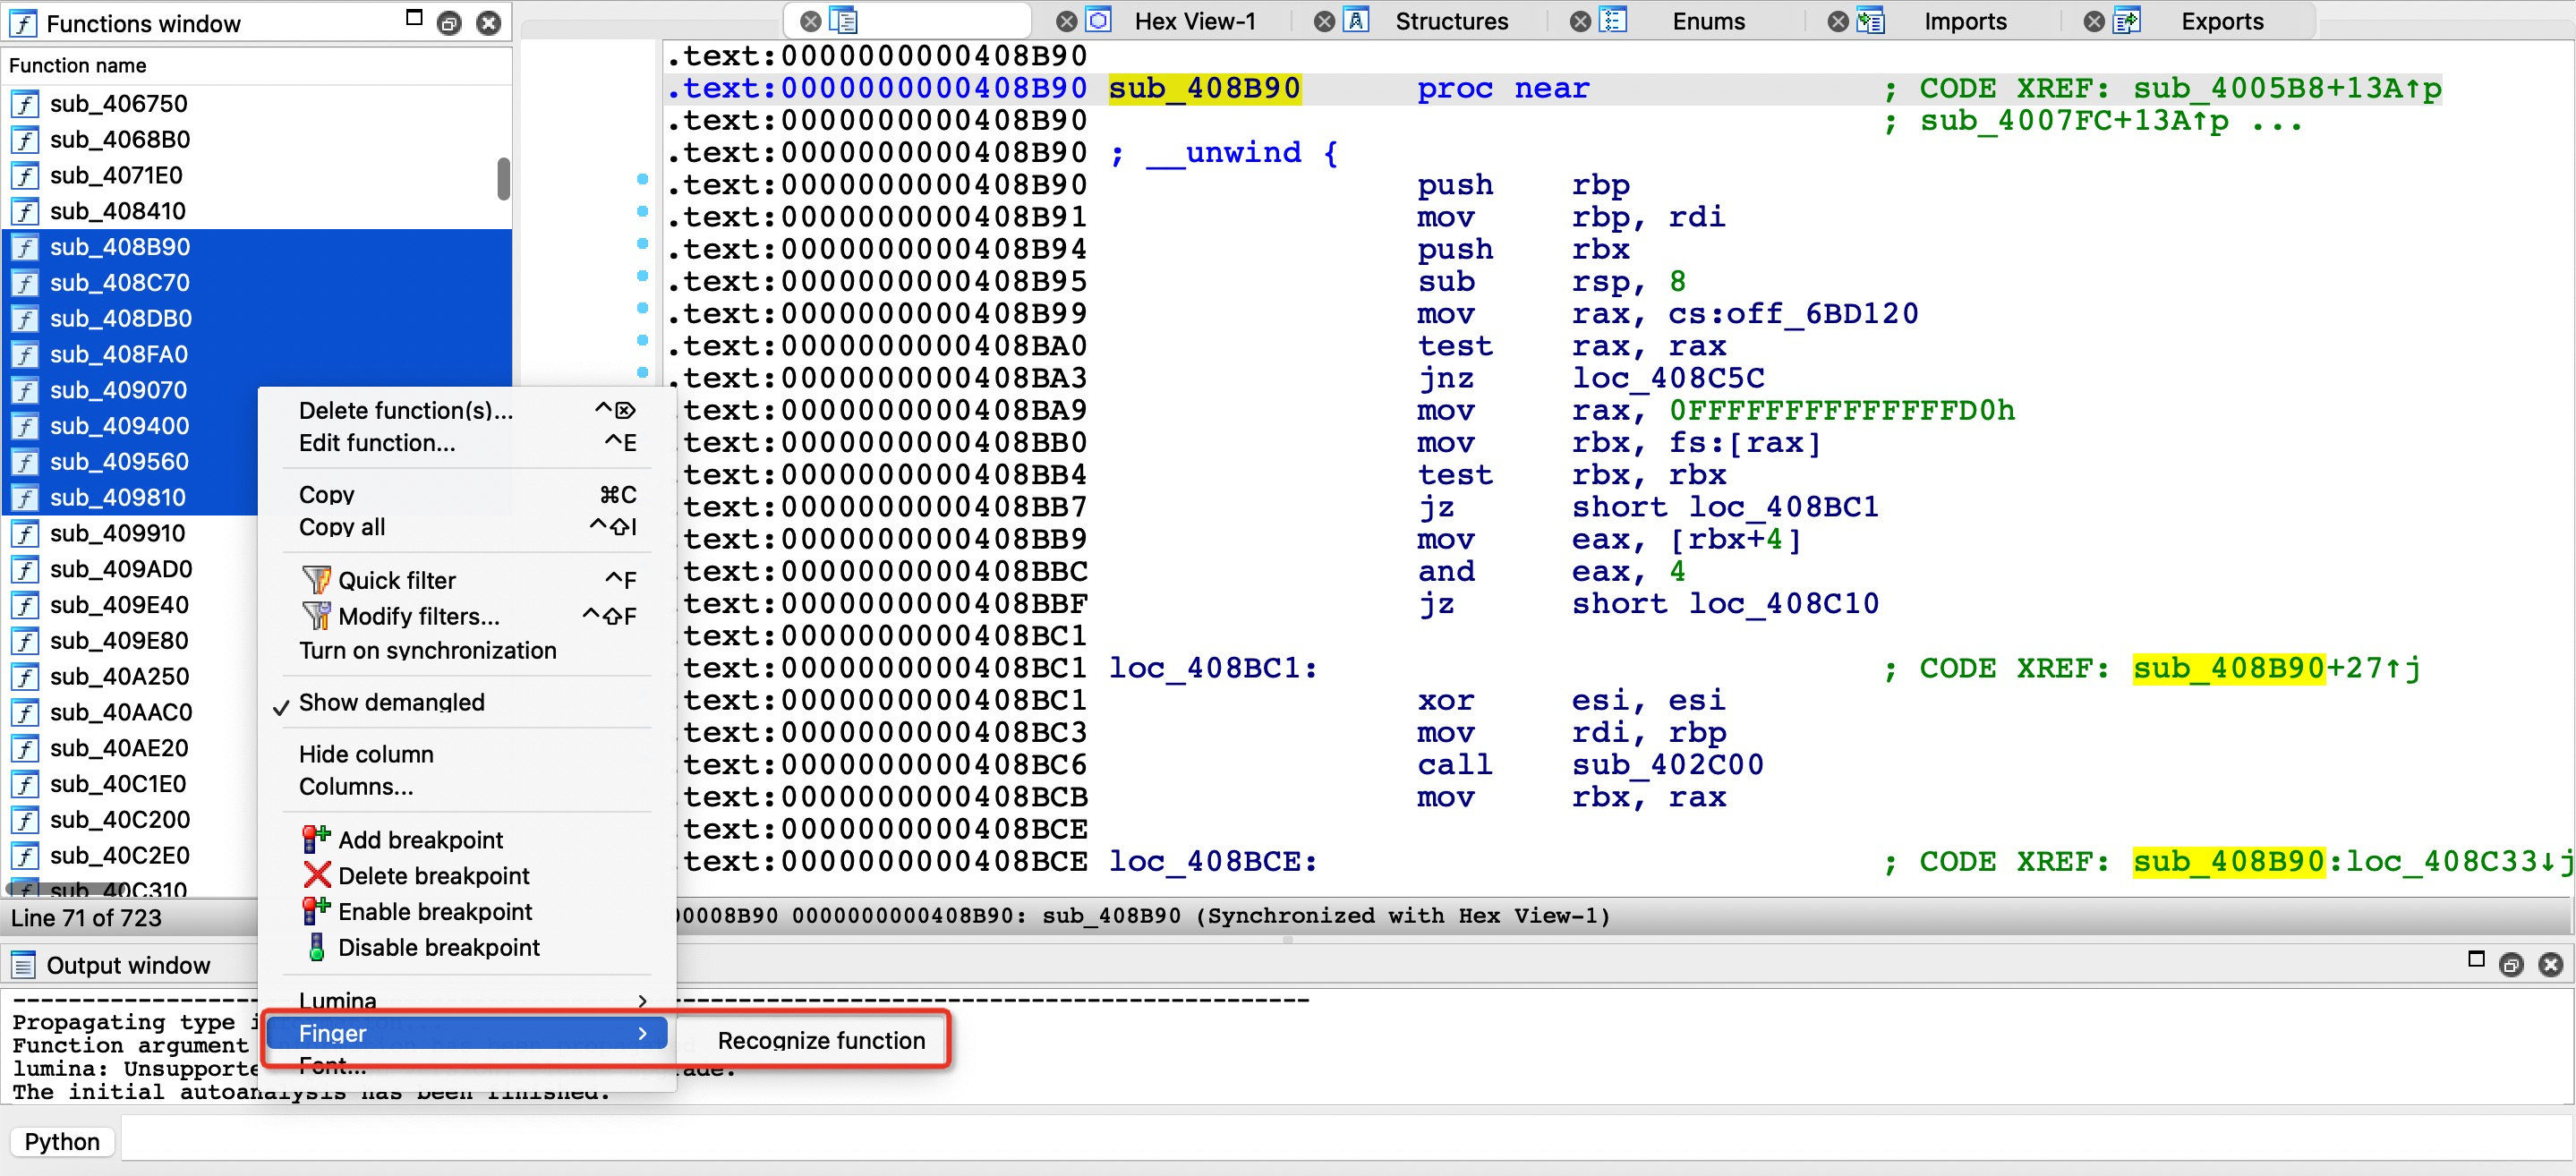 Functions window
Function name
sub_406750
sub_4068B0
sub_4071E0
sub_408410
sub_408B90
sub_408C70
sub_408DB0
sub_408FA0
sub_409070
sub_409400
sub_409560
sub_409810
sub_409910
sub_409AD0
sub_409E40
sub_409E80
sub_40A250
sub_40AAC0
sub_40AE20
sub_40C1E0
sub_40C200
sub_40C2E0
sub_40C310
Line 71 of 723
Delete function(s)... ^⌦
Edit function... ^E
Copy ⌘C
Copy all ^⇧I
Quick filter ^F
Modify filters... ^⇧F
Turn on synchronization
✓ Show demangled
Hide column
Columns...
Add breakpoint
Delete breakpoint
Enable breakpoint
Disable breakpoint
Lumina >
Finger >
Font...
Recognize function
Hex View-1 Structures Enums Imports Exports
.text:0000000000408B90
.text:0000000000408B90 sub_408B90 proc near ; CODE XREF: sub_4005B8+13A↑p
.text:0000000000408B90 ; sub_4007FC+13A↑p ...
.text:0000000000408B90 ; __unwind {
.text:0000000000408B90 push rbp
.text:0000000000408B91 mov rbp, rdi
.text:0000000000408B94 push rbx
.text:0000000000408B95 sub rsp, 8
.text:0000000000408B99 mov rax, cs:off_6BD120
.text:0000000000408BA0 test rax, rax
.text:0000000000408BA3 jnz loc_408C5C
.text:0000000000408BA9 mov rax, 0FFFFFFFFFFFFFFD0h
.text:0000000000408BB0 mov rbx, fs:[rax]
.text:0000000000408BB4 test rbx, rbx
.text:0000000000408BB7 jz short loc_408BC1
.text:0000000000408BB9 mov eax, [rbx+4]
.text:0000000000408BBC and eax, 4
.text:0000000000408BBF jz short loc_408C10
.text:0000000000408BC1
.text:0000000000408BC1 loc_408BC1: ; CODE XREF: sub_408B90+27↑j
.text:0000000000408BC1 xor esi, esi
.text:0000000000408BC3 mov rdi, rbp
.text:0000000000408BC6 call sub_402C00
.text:0000000000408BCB mov rbx, rax
.text:0000000000408BCE
.text:0000000000408BCE loc_408BCE: ; CODE XREF: sub_408B90:loc_408C33↓j
00008B90 0000000000408B90: sub_408B90 (Synchronized with Hex View-1)
Output window
Propagating type
Function argument
lumina: Unsupporte
The initial autoanalysis has been finished.
Python